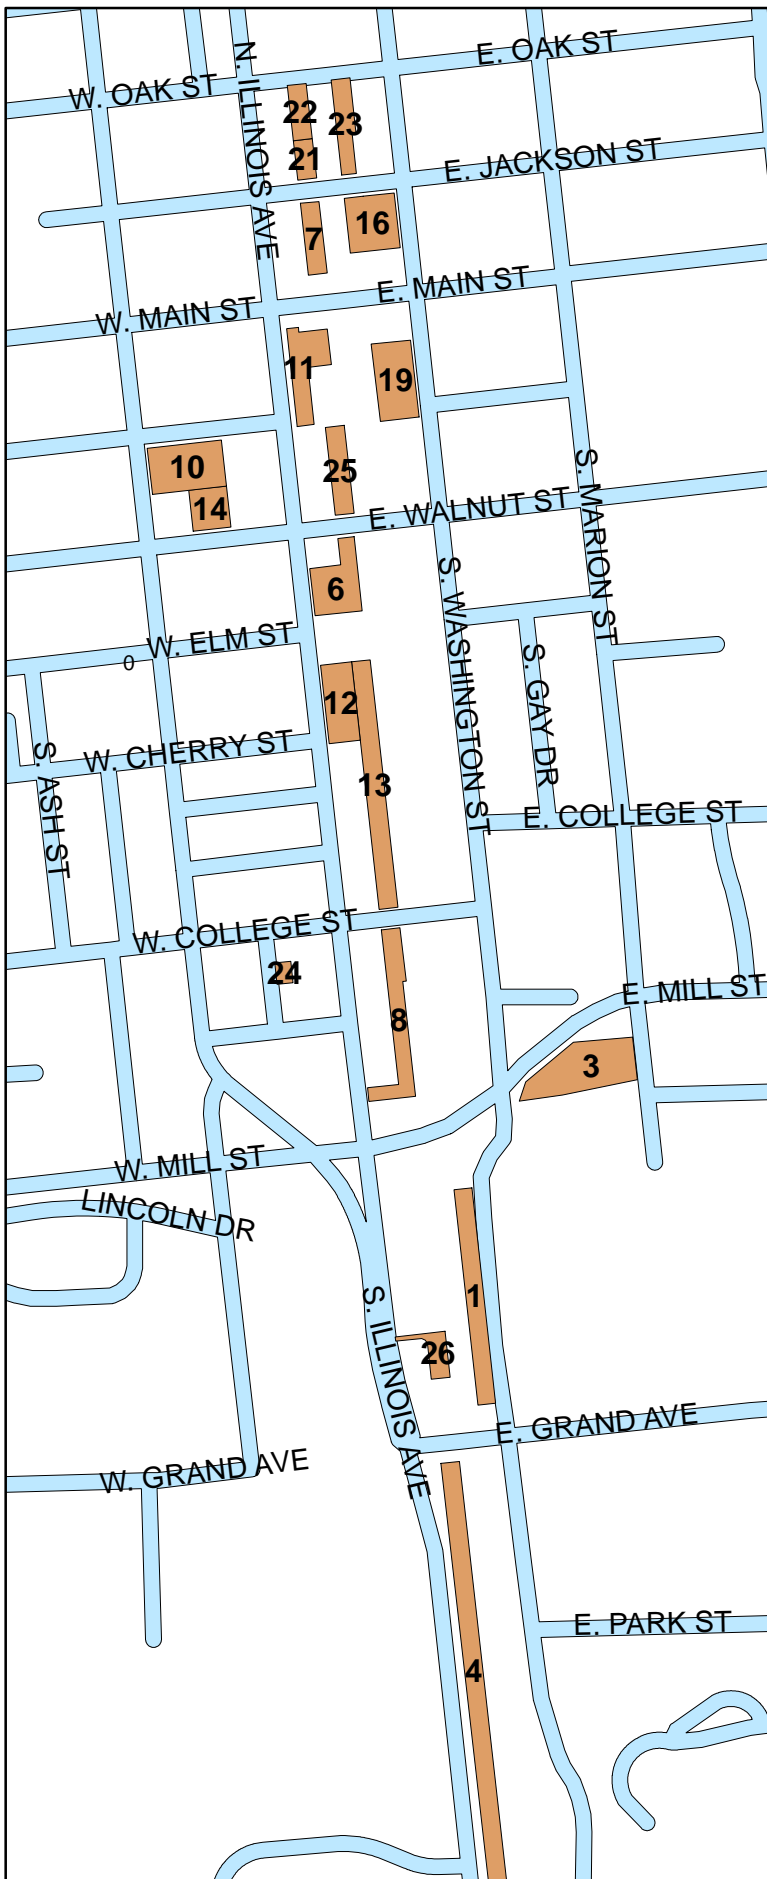 E. OAK ST
N. ILLINOIS AVE
W. OAK ST
22
23
21
E. JACKSON ST
16
7
E. MAIN ST
W. MAIN ST
11
19
10
25
S. MARION ST
14
E. WALNUT ST
6
S. WASHINGTON ST
W. ELM ST
0
S. GAY DR
12
W. CHERRY ST
S. ASH ST
13
E. COLLEGE ST
W. COLLEGE ST
24
E. MILL ST
8
3
W. MILL ST
LINCOLN DR
1
S. ILLINOIS AVE
26
E. GRAND AVE
W. GRAND AVE
E. PARK ST
4